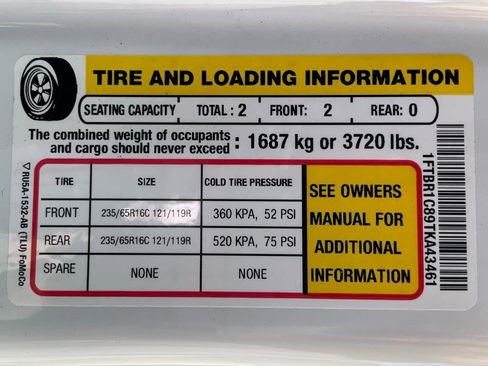 TIRE AND LOADING INFORMATION
SEATING CAPACITY TOTAL : 2 FRONT: 2 REAR: 0
The combined weight of occupants
and cargo should never exceed : 1687 kg or 3720 lbs.
TIRE SIZE COLD TIRE PRESSURE
FRONT 235/65R16C 121/119R 360 KPA, 52 PSI
REAR 235/65R16C 121/119R 520 KPA, 75 PSI
SPARE NONE NONE
SEE OWNERS
MANUAL FOR
ADDITIONAL
INFORMATION
RU5A-1532-AB (TLU) FoMoCo
1FTBR1C89TKA43461